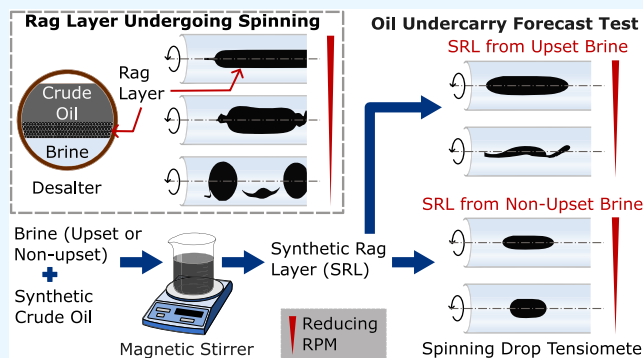 Rag Layer Undergoing Spinning
Rag
Layer
Crude
Oil
Brine
Desalter
Oil Undercarry Forecast Test
SRL from Upset Brine
SRL from Non-Upset Brine
Brine (Upset or
Non-upset)
+
Synthetic
Crude Oil
Magnetic Stirrer
Synthetic Rag
Layer (SRL)
Reducing
RPM
Spinning Drop Tensiomete